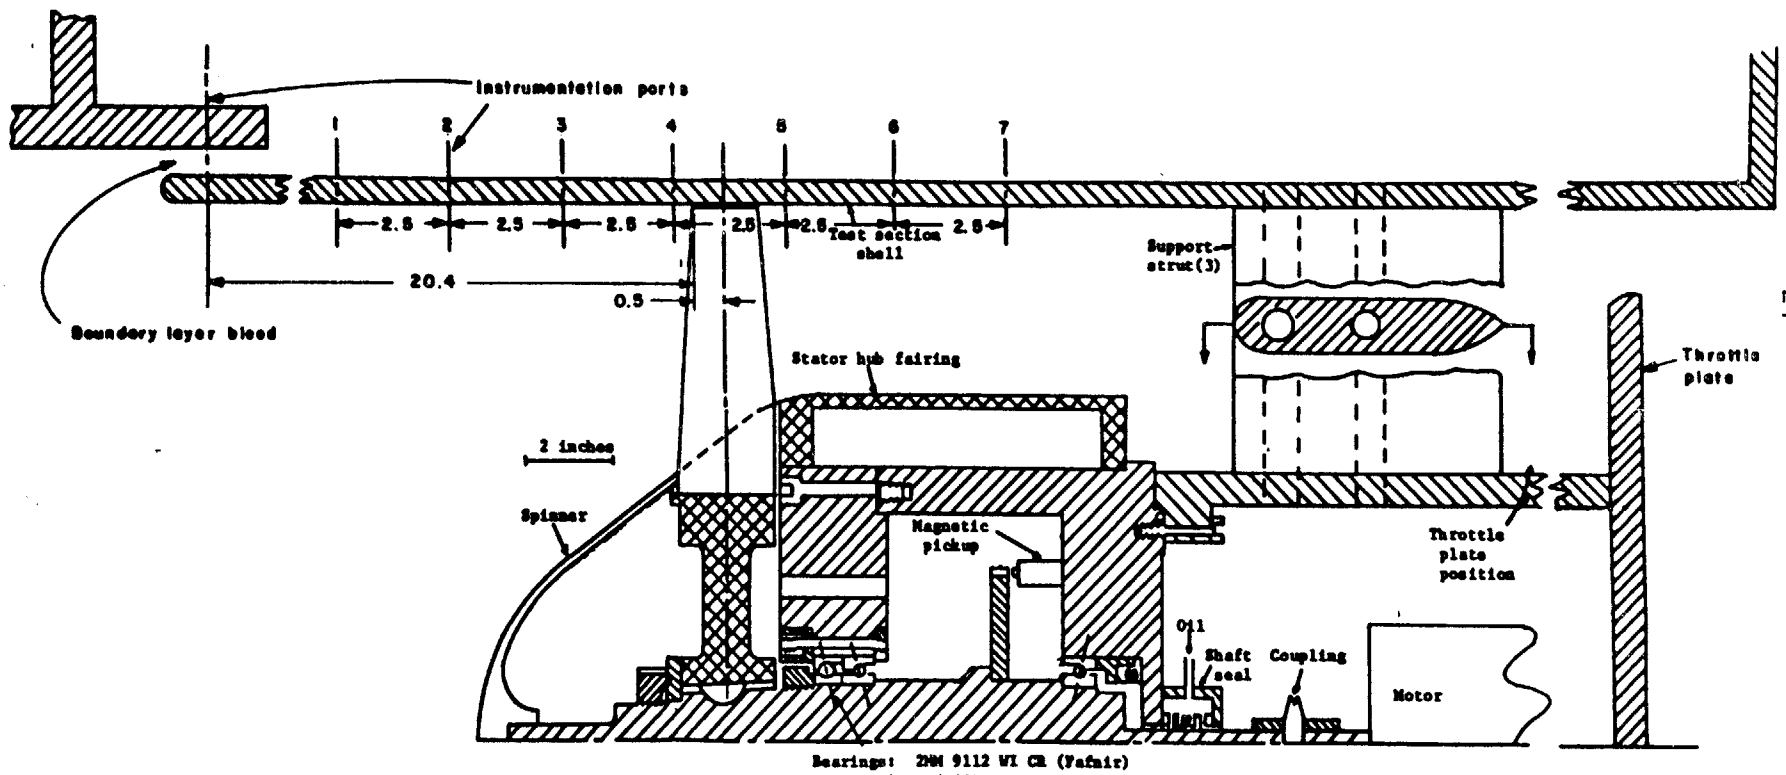 Instrumentation ports
1 2 3 4 5 6 7
2.5 2.5 2.5 2.5 2.5 2.5
Test section
shell
Support
strut(3)
20.4
0.5
Boundary layer bleed
Stator hub fairing
Throttle
plate
2 inches
Spinner
Magnetic
pickup
Throttle
plate
position
Oil
Shaft
seal
Coupling
Motor
Bearings: 2MM 9112 WI CR (Fafnir)